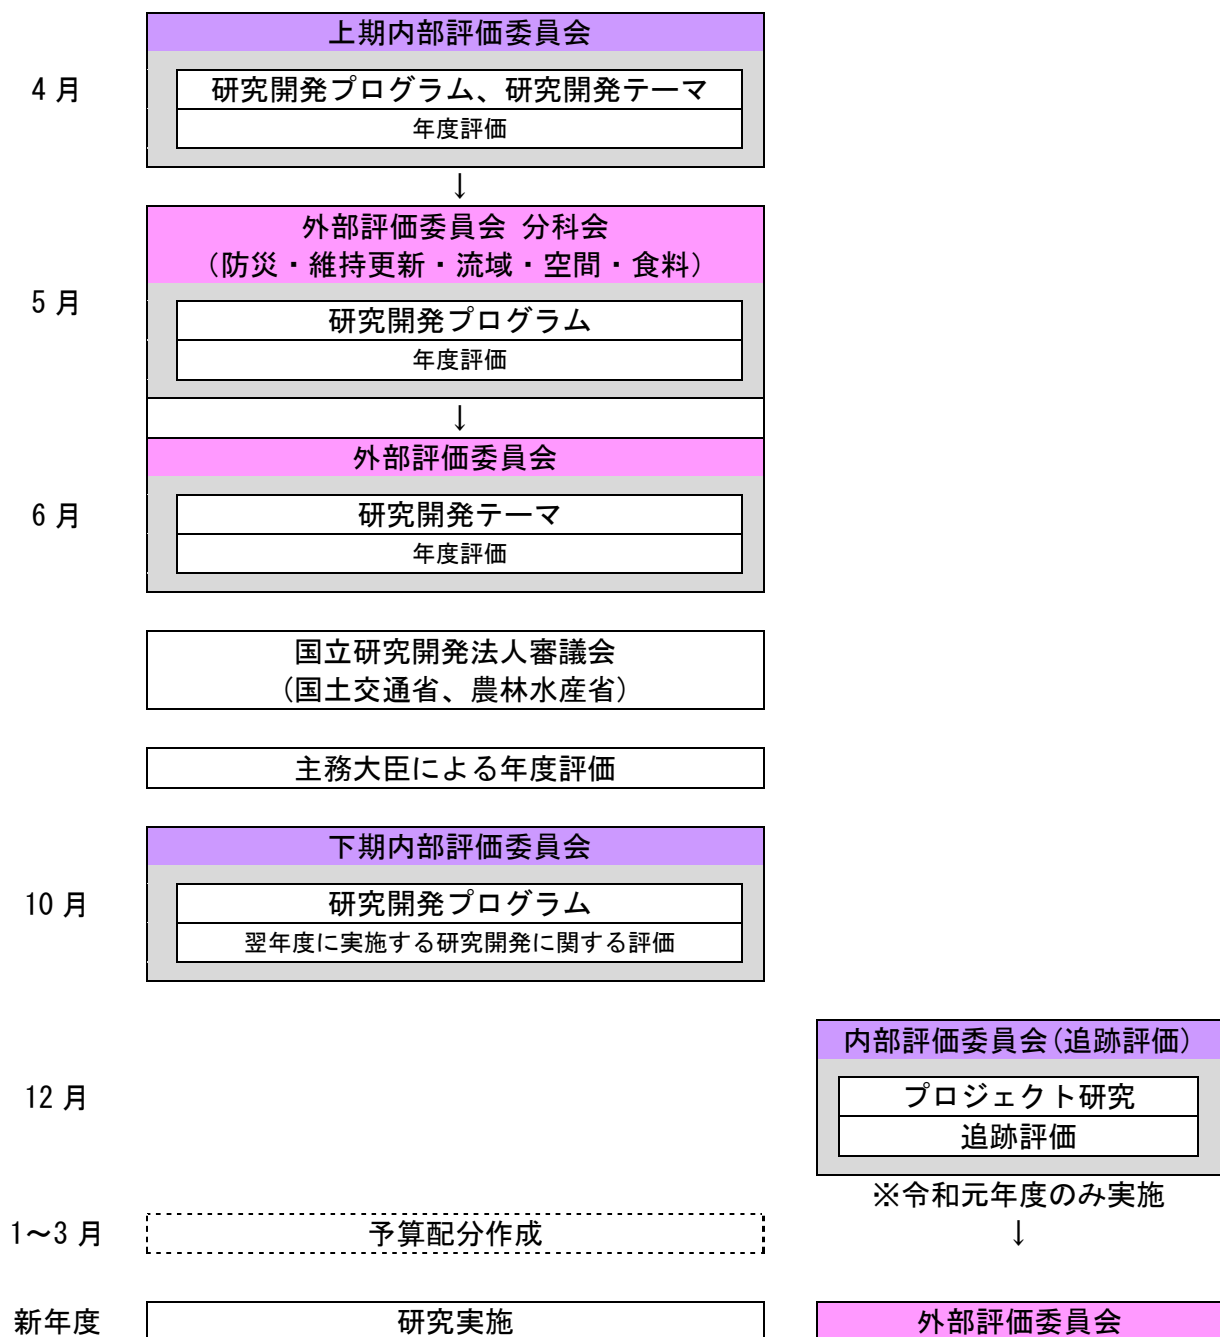 上期内部評価委員会
4 月
研究開発プログラム、研究開発テーマ
年度評価
↓
外部評価委員会 分科会
（防災・維持更新・流域・空間・食料）
5 月
研究開発プログラム
年度評価
↓
外部評価委員会
6 月
研究開発テーマ
年度評価
国立研究開発法人審議会
（国土交通省、農林水産省）
主務大臣による年度評価
下期内部評価委員会
10 月
研究開発プログラム
翌年度に実施する研究開発に関する評価
内部評価委員会（追跡評価）
12 月
プロジェクト研究
追跡評価
※令和元年度のみ実施
1～3 月
予算配分作成
↓
新年度
研究実施
外部評価委員会